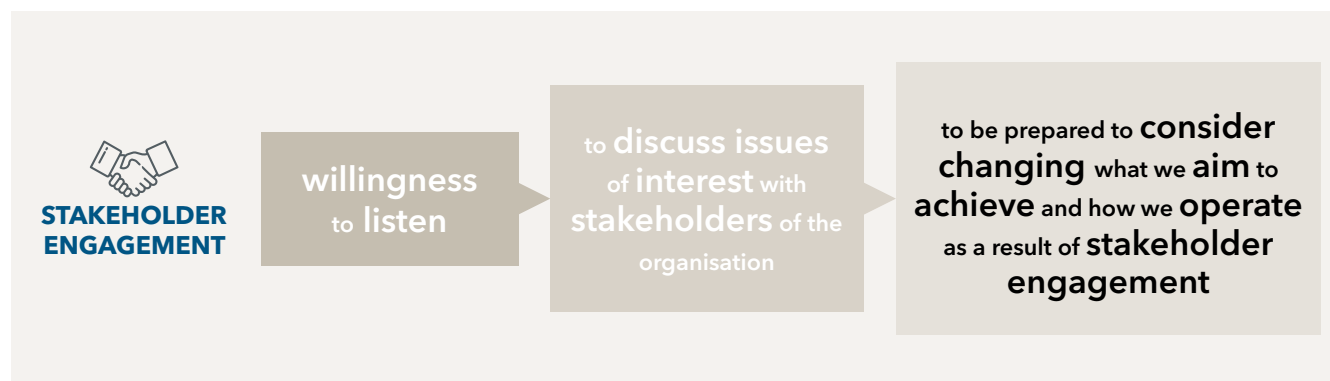 STAKEHOLDER
ENGAGEMENT
willingness
to listen
to discuss issues
of interest with
stakeholders of the
organisation
to be prepared to consider
changing what we aim to
achieve and how we operate
as a result of stakeholder
engagement